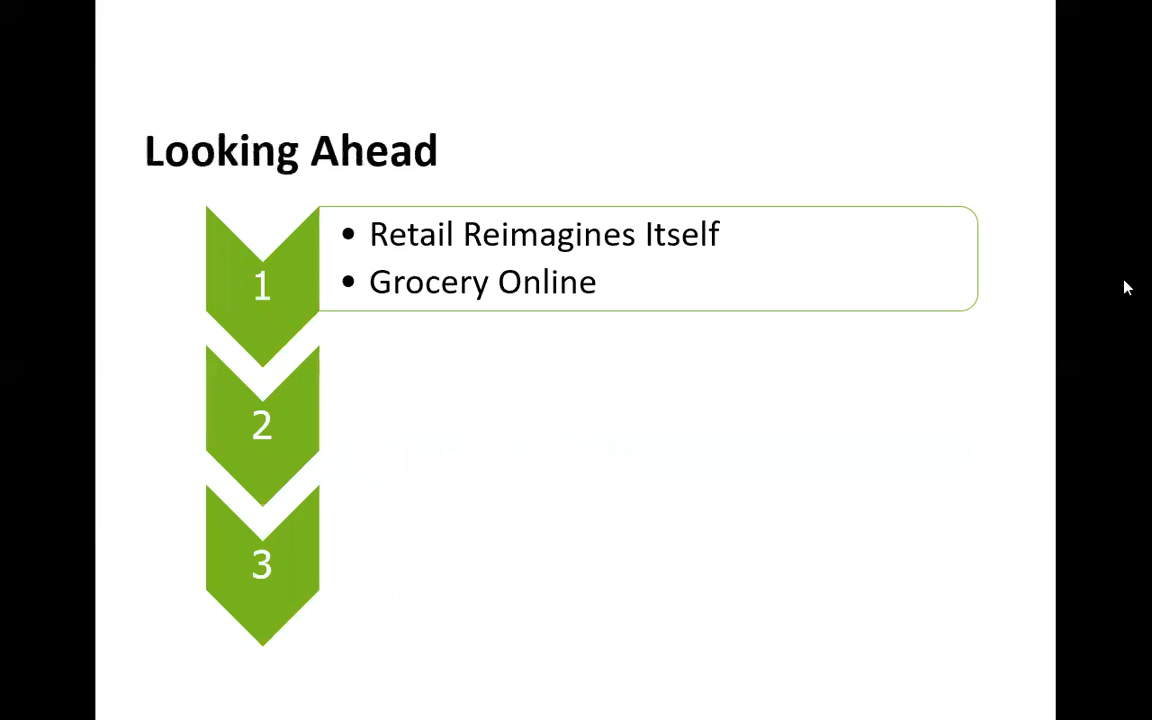 Looking Ahead
1
• Retail Reimagines Itself
• Grocery Online
2
3